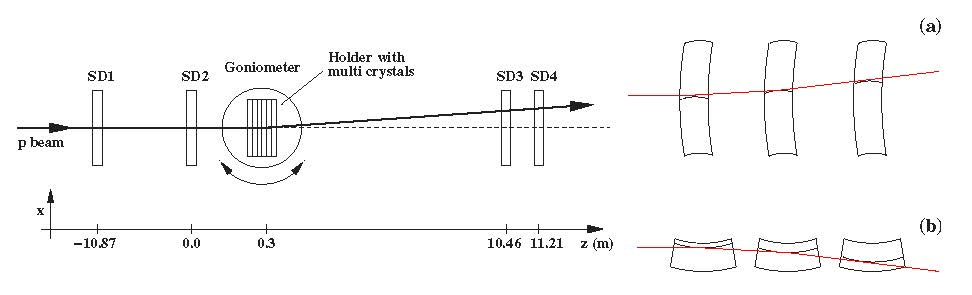 (a)
Holder with
multi crystals
Goniometer
SD1
SD2
SD3
SD4
p beam
x
−10.87
0.0
0.3
10.46
11.21
z (m)
(b)